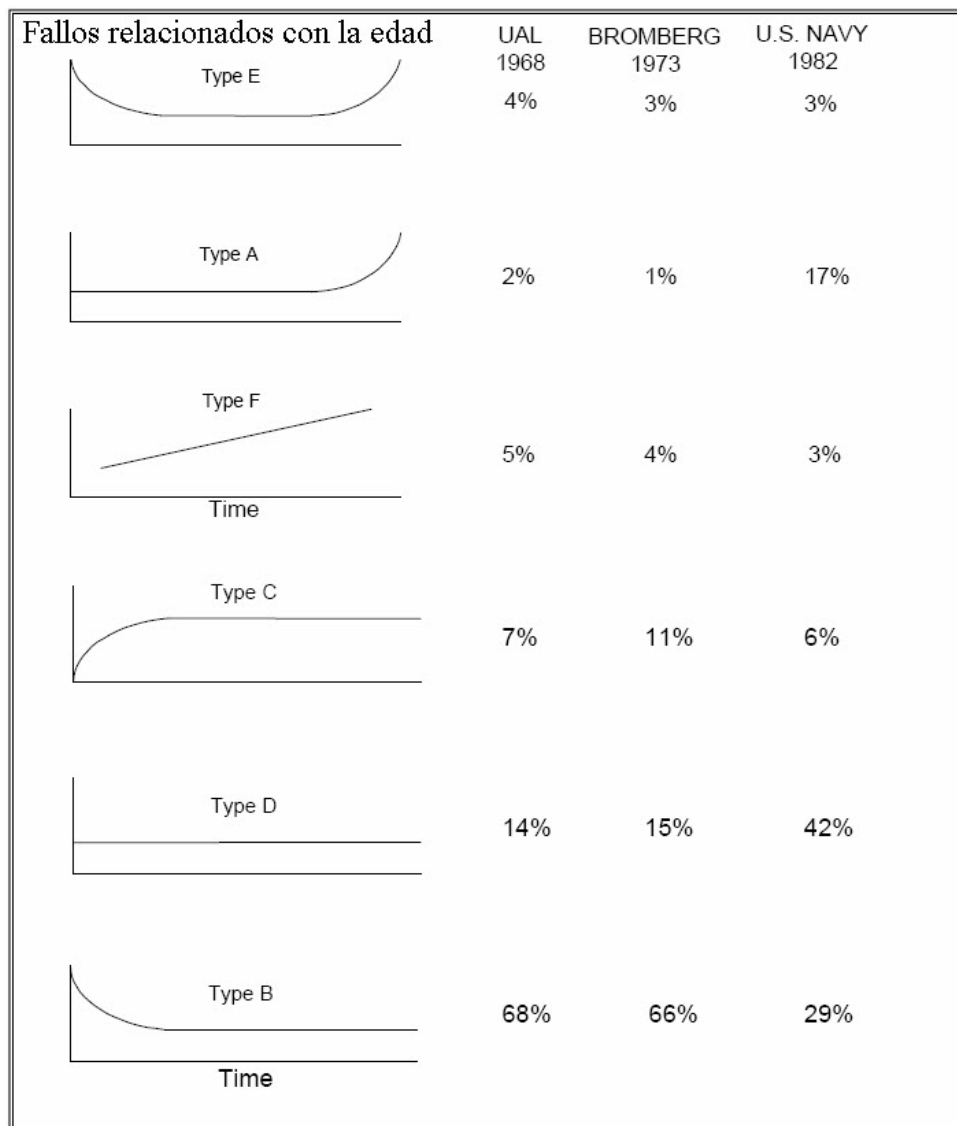 Fallos relacionados con la edad UAL BROMBERG U.S. NAVY
1968 1973 1982
Type E 4% 3% 3%
Type A 2% 1% 17%
Type F
5% 4% 3%
Time
Type C
7% 11% 6%
Type D
14% 15% 42%
Type B
68% 66% 29%
Time